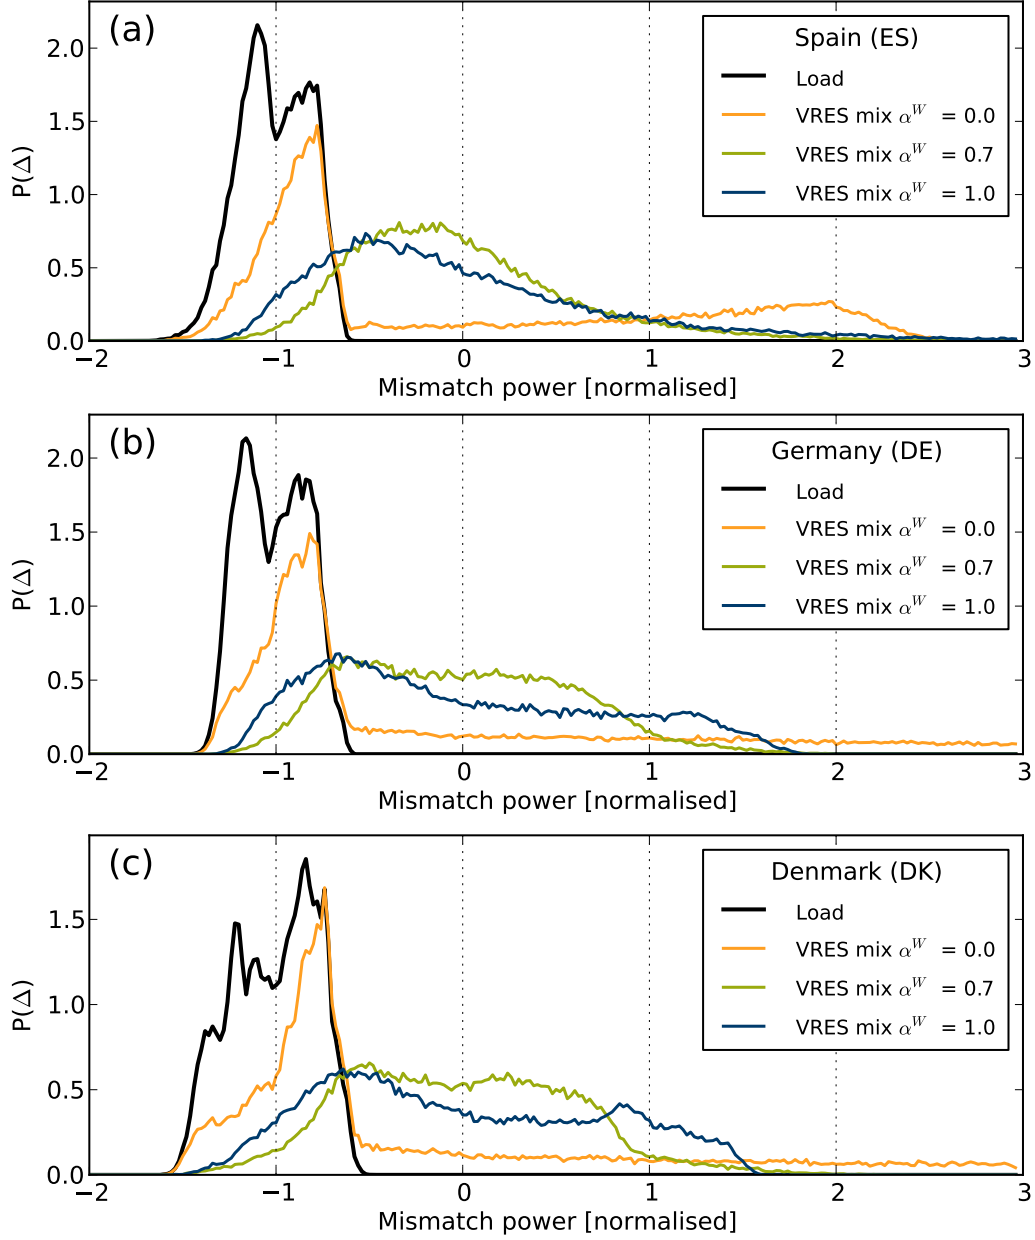 (a)
Spain (ES)
Load
VRES mix α^W = 0.0
VRES mix α^W = 0.7
VRES mix α^W = 1.0
P(Δ)
2.0
1.5
1.0
0.5
0.0
−2 −1 0 1 2 3
Mismatch power [normalised]
(b)
Germany (DE)
Load
VRES mix α^W = 0.0
VRES mix α^W = 0.7
VRES mix α^W = 1.0
P(Δ)
2.0
1.5
1.0
0.5
0.0
−2 −1 0 1 2 3
Mismatch power [normalised]
(c)
Denmark (DK)
Load
VRES mix α^W = 0.0
VRES mix α^W = 0.7
VRES mix α^W = 1.0
P(Δ)
1.5
1.0
0.5
0.0
−2 −1 0 1 2 3
Mismatch power [normalised]